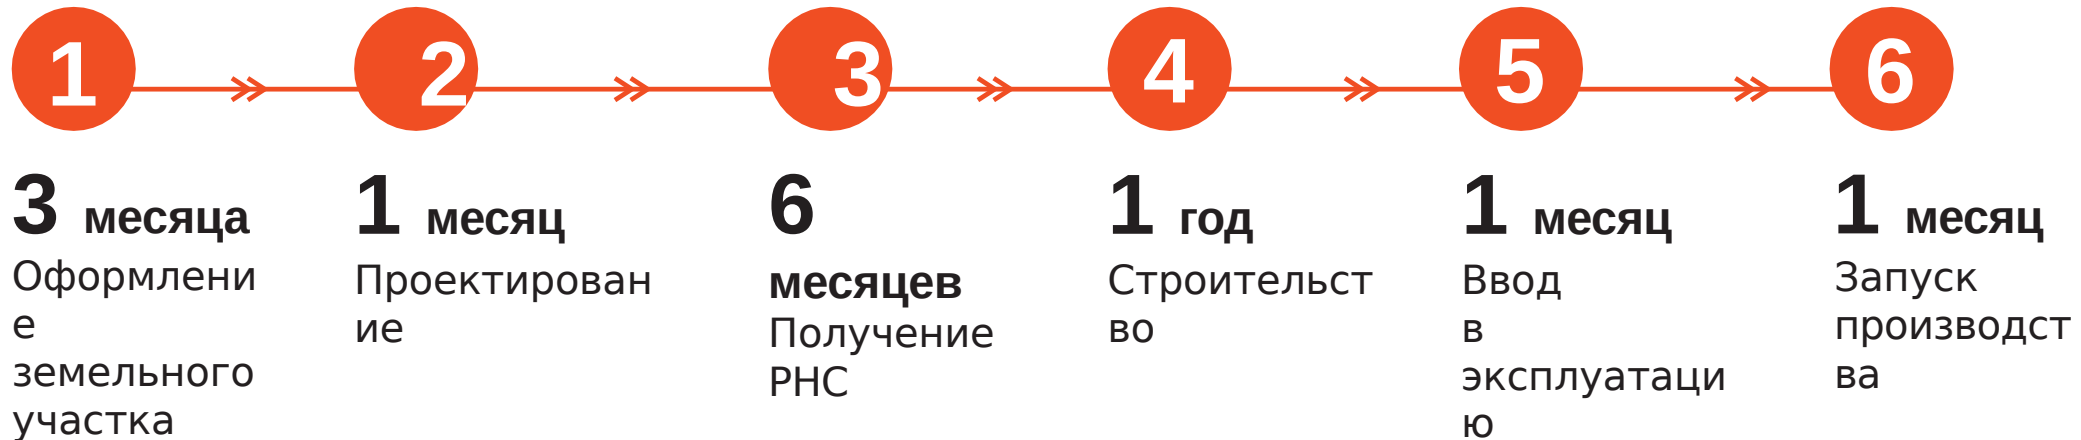 1
2
3
4
5
6
3 месяца
Оформлени
е
земельного
участка
1 месяц
Проектирован
ие
6
месяцев
Получение
РНС
1 год
Строительст
во
1 месяц
Ввод
в
эксплуатаци
ю
1 месяц
Запуск
производст
ва